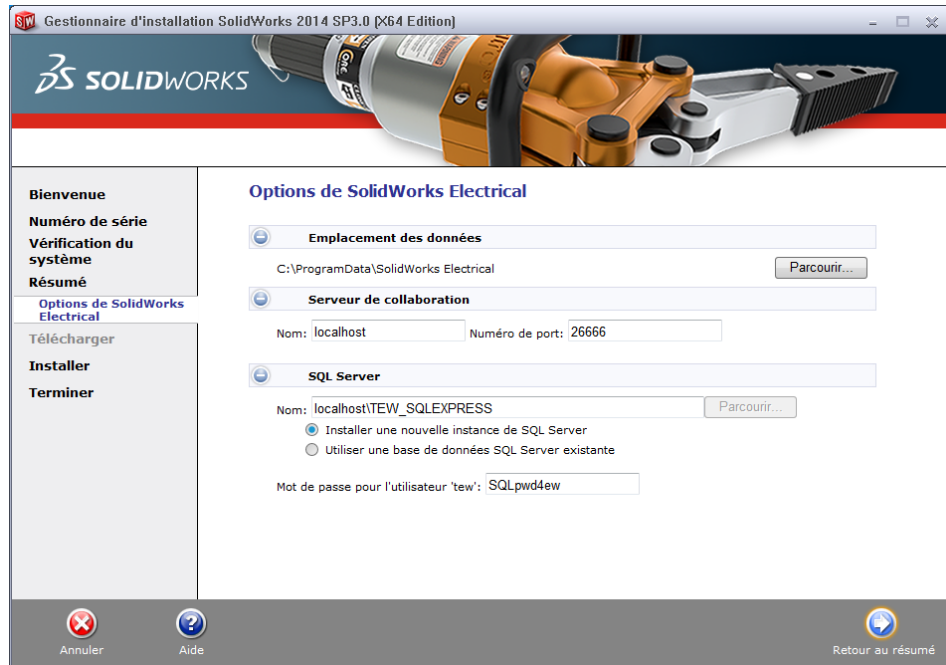 Gestionnaire d'installation SolidWorks 2014 SP3.0 (X64 Edition)
SOLIDWORKS
Bienvenue
Numéro de série
Vérification du
système
Résumé
Options de SolidWorks
Electrical
Télécharger
Installer
Terminer
Options de SolidWorks Electrical
Emplacement des données
C:\ProgramData\SolidWorks Electrical Parcourir...
Serveur de collaboration
Nom: localhost Numéro de port: 26666
SQL Server
Nom: localhost\TEW_SQLEXPRESS Parcourir...
Installer une nouvelle instance de SQL Server
Utiliser une base de données SQL Server existante
Mot de passe pour l'utilisateur 'tew': SQLpwd4ew
Annuler Aide Retour au résumé